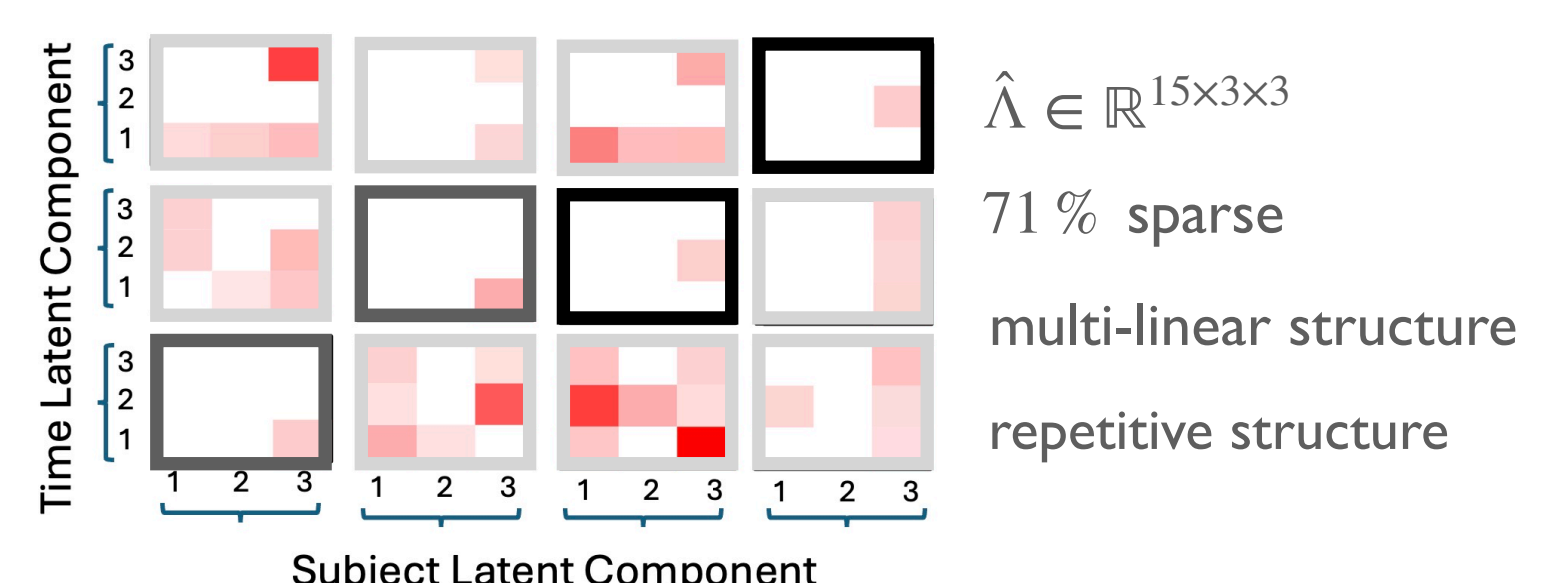 Time Latent Component
3
2
1
3
2
1
3
2
1
1 2 3
1 2 3
1 2 3
1 2 3
Subject Latent Component
Λ̂ ∈ ℝ^{15×3×3}
71 % sparse
multi-linear structure
repetitive structure